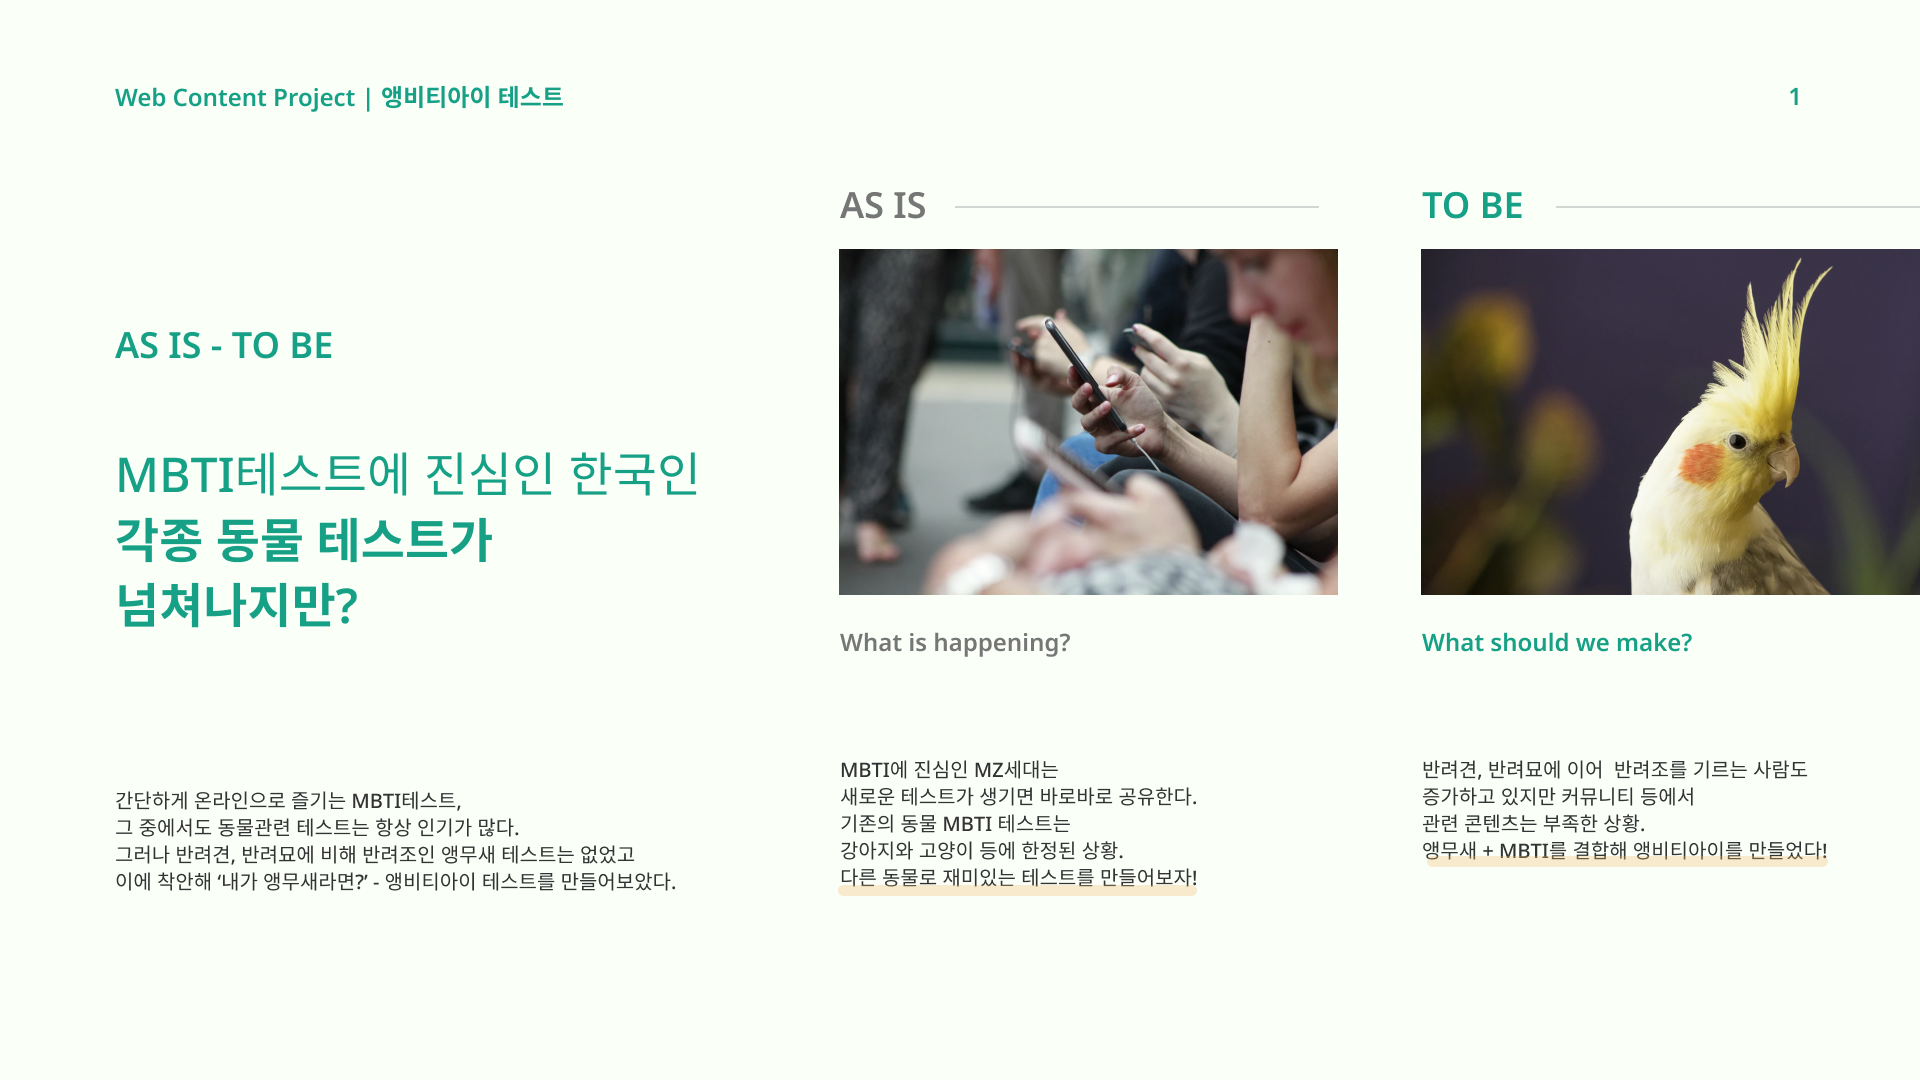 Web Content Project | 앵비티아이 테스트
1
AS IS - TO BE
MBTI테스트에 진심인 한국인
각종 동물 테스트가
넘쳐나지만?
간단하게 온라인으로 즐기는 MBTI테스트,
그 중에서도 동물관련 테스트는 항상 인기가 많다.
그러나 반려견, 반려묘에 비해 반려조인 앵무새 테스트는 없었고
이에 착안해 ‘내가 앵무새라면?’ - 앵비티아이 테스트를 만들어보았다.
AS IS
What is happening?
MBTI에 진심인 MZ세대는
새로운 테스트가 생기면 바로바로 공유한다.
기존의 동물 MBTI 테스트는
강아지와 고양이 등에 한정된 상황.
다른 동물로 재미있는 테스트를 만들어보자!
TO BE
What should we make?
반려견, 반려묘에 이어  반려조를 기르는 사람도
증가하고 있지만 커뮤니티 등에서
관련 콘텐츠는 부족한 상황.
앵무새 + MBTI를 결합해 앵비티아이를 만들었다!